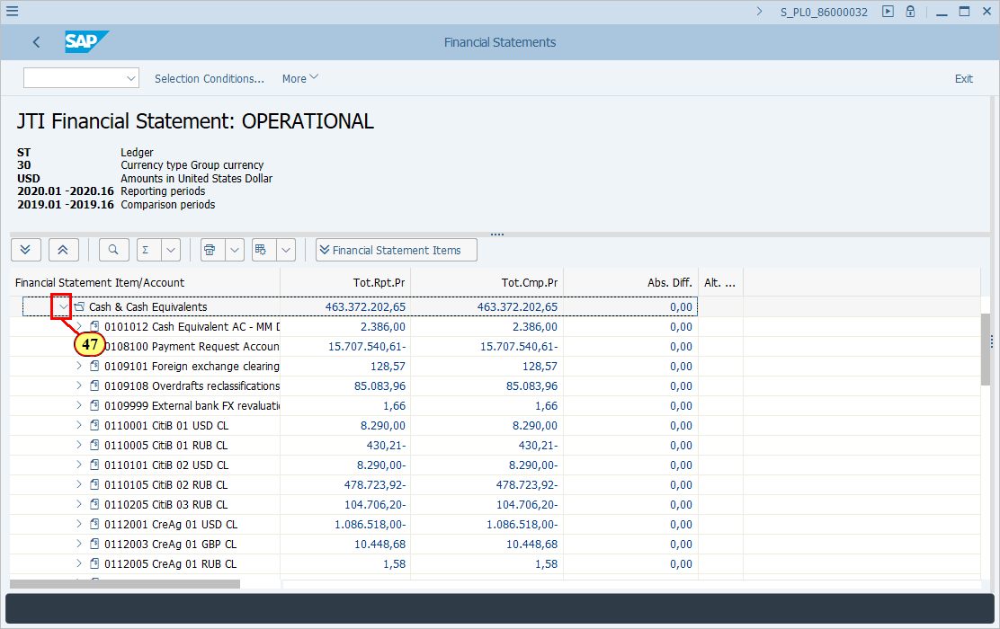 S_PL0_86000032
SAP Financial Statements
Selection Conditions... More Exit
JTI Financial Statement: OPERATIONAL
ST Ledger
30 Currency type Group currency
USD Amounts in United States Dollar
2020.01 -2020.16 Reporting periods
2019.01 -2019.16 Comparison periods
Σ Financial Statement Items
Financial Statement Item/Account Tot.Rpt.Pr Tot.Cmp.Pr Abs. Diff. Alt. ...
Cash & Cash Equivalents 463.372.202,65 463.372.202,65 0,00
0101012 Cash Equivalent AC - MM 2.386,00 2.386,00 0,00
47 0108100 Payment Request Accoun 15.707.540,61- 15.707.540,61- 0,00
0109101 Foreign exchange clearing 128,57 128,57 0,00
0109108 Overdrafts reclassifications 85.083,96 85.083,96 0,00
0109999 External bank FX revaluati 1,66 1,66 0,00
0110001 CitiB 01 USD CL 8.290,00 8.290,00 0,00
0110005 CitiB 01 RUB CL 430,21- 430,21- 0,00
0110101 CitiB 02 USD CL 8.290,00- 8.290,00- 0,00
0110105 CitiB 02 RUB CL 478.723,92- 478.723,92- 0,00
0110205 CitiB 03 RUB CL 104.706,20- 104.706,20- 0,00
0112001 CreAg 01 USD CL 1.086.518,00- 1.086.518,00- 0,00
0112003 CreAg 01 GBP CL 10.448,68 10.448,68 0,00
0112005 CreAg 01 RUB CL 1,58 1,58 0,00